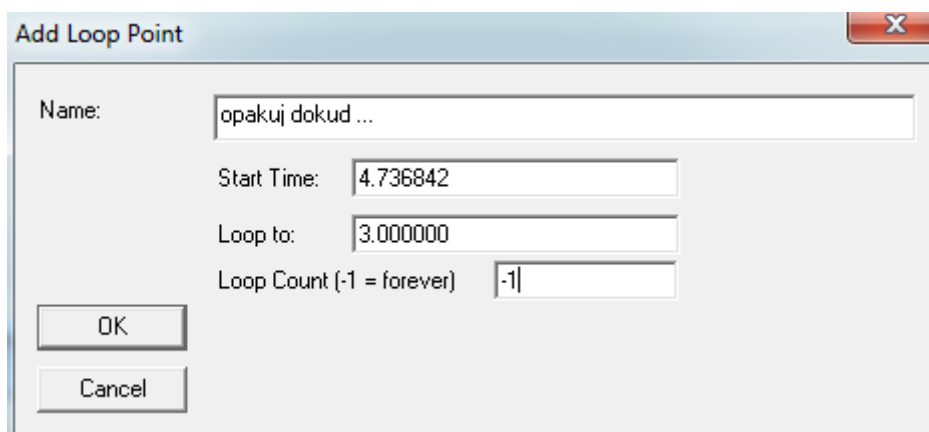 Add Loop Point
Name: opakuj dokud ...
Start Time: 4.736842
Loop to: 3.000000
Loop Count (-1 = forever) -1
OK
Cancel